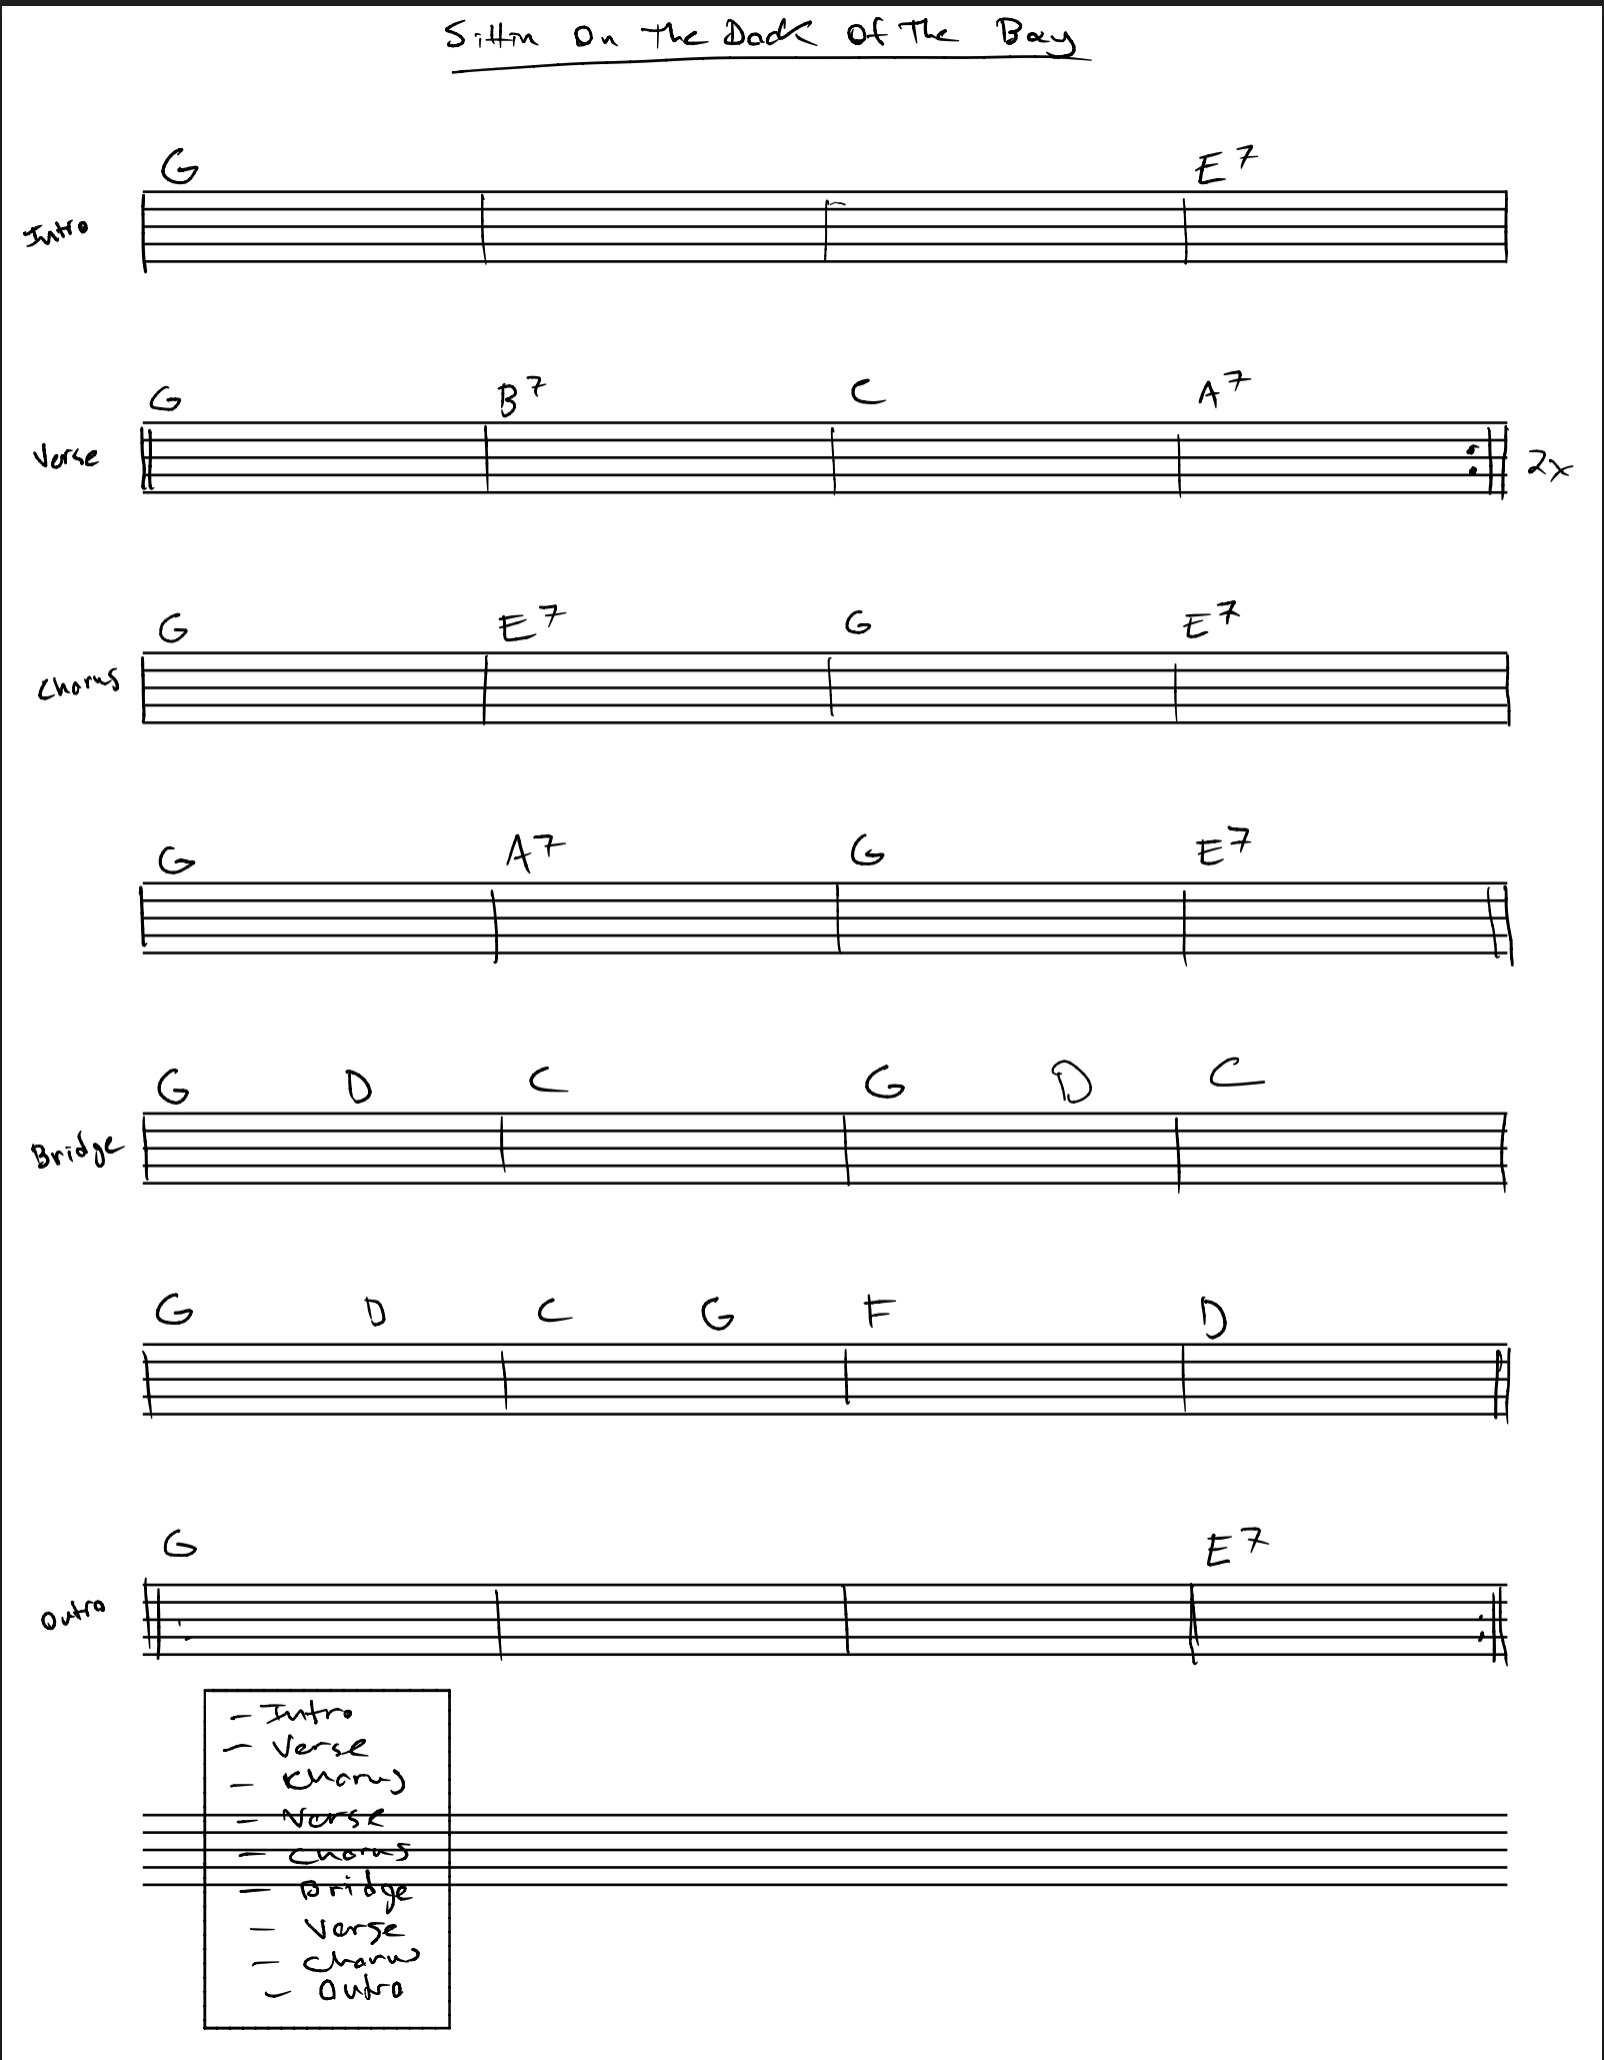 Sittin On The Dock Of The Bay
G E7
Intro
G B7 C A7
Verse 2x
G E7 G E7
Chorus
G A7 G E7
G D C G D C
Bridge
G D C G F D
G E7
Outro
- Intro
- Verse
- Chorus
- Verse
- Chorus
- Bridge
- Verse
- Chorus
- Outro